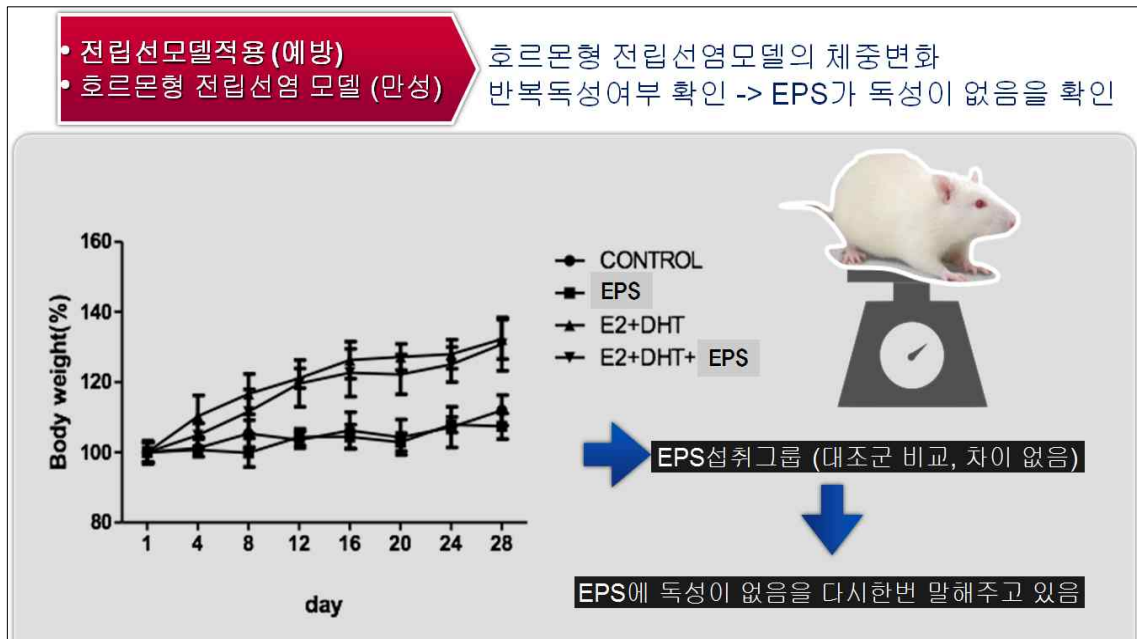 • 전립선모델적용(예방)
• 호르몬형 전립선염 모델 (만성)
호르몬형 전립선염모델의 체중변화
반복독성여부 확인 -> EPS가 독성이 없음을 확인
160
140
120
100
80
Body weight(%)
1 4 8 12 16 20 24 28
day
CONTROL
EPS
E2+DHT
E2+DHT+ EPS
EPS섭취그룹 (대조군 비교, 차이 없음)
EPS에 독성이 없음을 다시한번 말해주고 있음